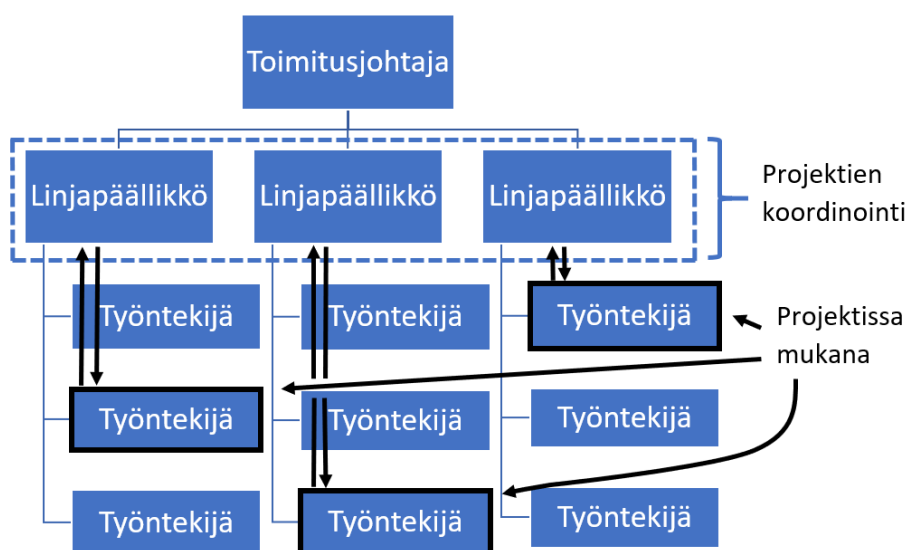 Toimitusjohtaja
Linjapäällikkö
Linjapäällikkö
Linjapäällikkö
Projektien
koordinointi
Työntekijä
Työntekijä
Työntekijä
Projektissa
mukana
Työntekijä
Työntekijä
Työntekijä
Työntekijä
Työntekijä
Työntekijä